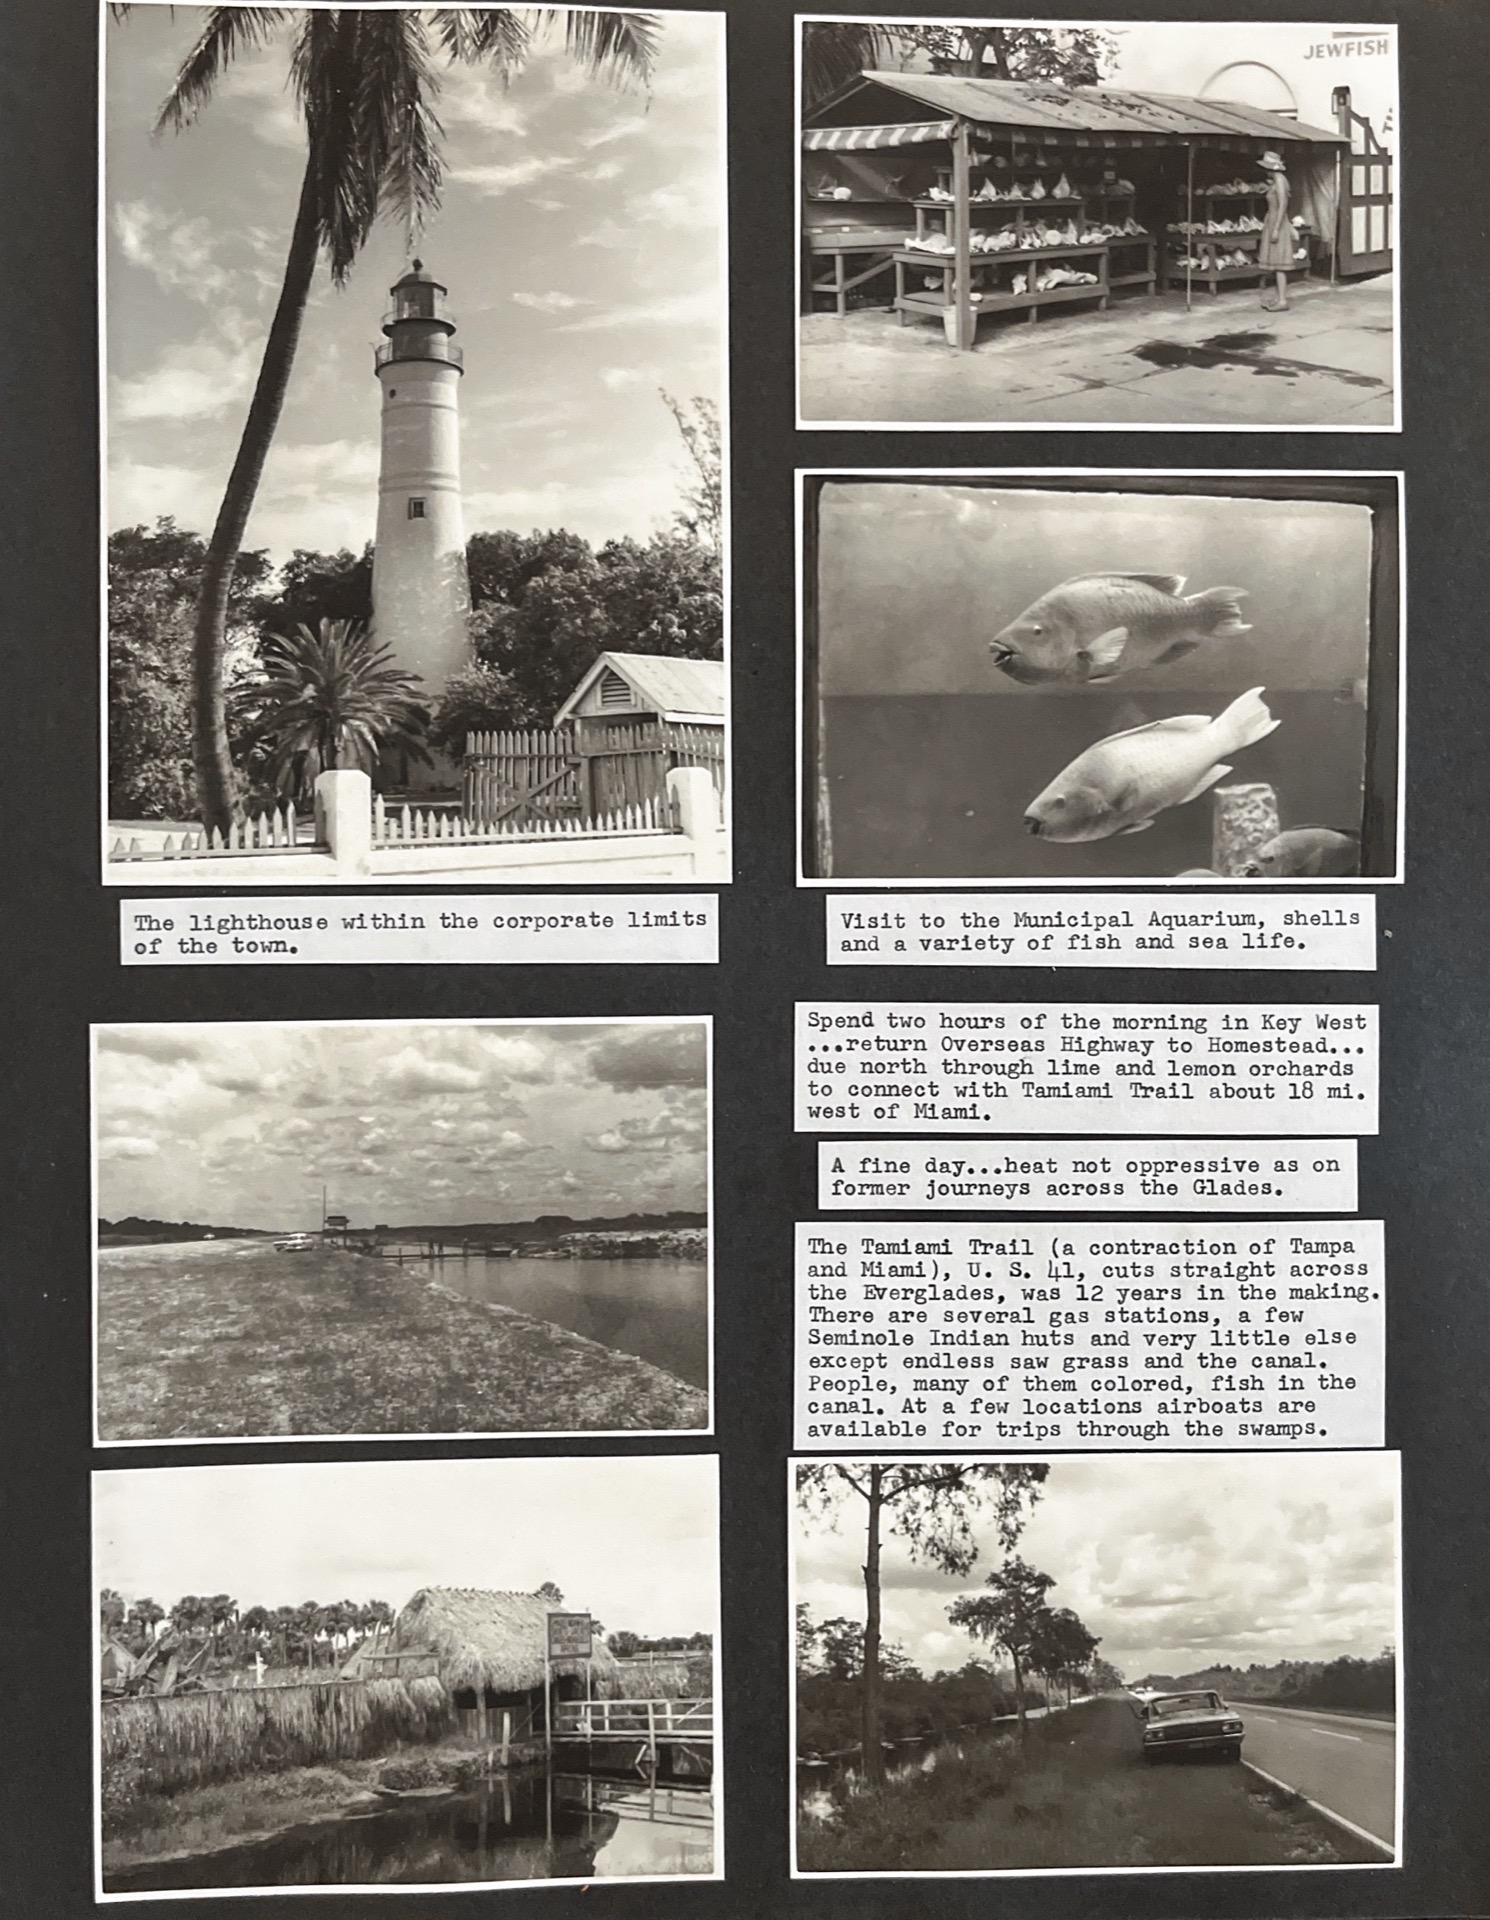 JEWFISH
The lighthouse within the corporate limits
of the town.
Visit to the Municipal Aquarium, shells
and a variety of fish and sea life.
Spend two hours of the morning in Key West
...return Overseas Highway to Homestead...
due north through lime and lemon orchards
to connect with Tamiami Trail about 18 mi.
west of Miami.
A fine day...heat not oppressive as on
former journeys across the Glades.
The Tamiami Trail (a contraction of Tampa
and Miami), U. S. 41, cuts straight across
the Everglades, was 12 years in the making.
There are several gas stations, a few
Seminole Indian huts and very little else
except endless saw grass and the canal.
People, many of them colored, fish in the
canal. At a few locations airboats are
available for trips through the swamps.